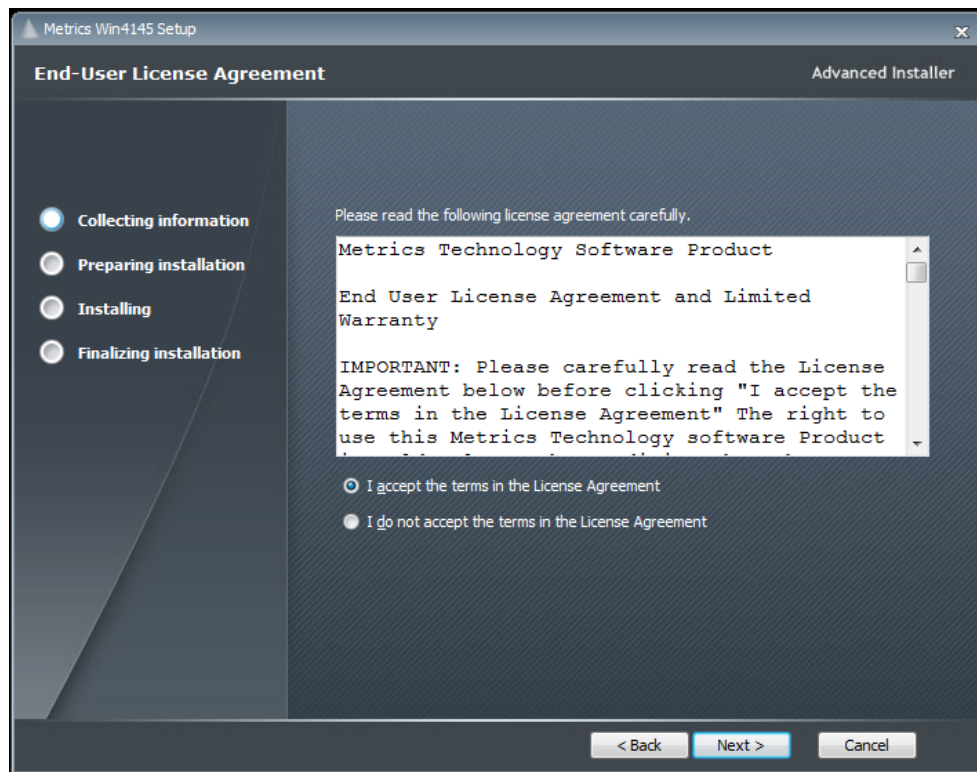 Metrics Win4145 Setup
End-User License Agreement
Advanced Installer
Collecting information
Preparing installation
Installing
Finalizing installation
Please read the following license agreement carefully.
Metrics Technology Software Product
End User License Agreement and Limited
Warranty
IMPORTANT: Please carefully read the License
Agreement below before clicking "I accept the
terms in the License Agreement" The right to
use this Metrics Technology software Product
I accept the terms in the License Agreement
I do not accept the terms in the License Agreement
< Back
Next >
Cancel